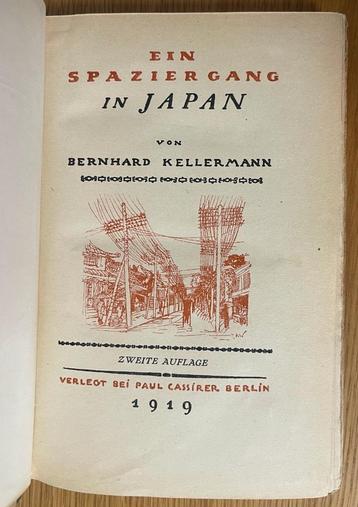 EIN
SPAZIERGANG
IN JAPAN
VON
BERNHARD KELLERMANN
ZWEITE AUFLAGE
VERLEGT BEI PAUL CASSIRER BERLIN
1919